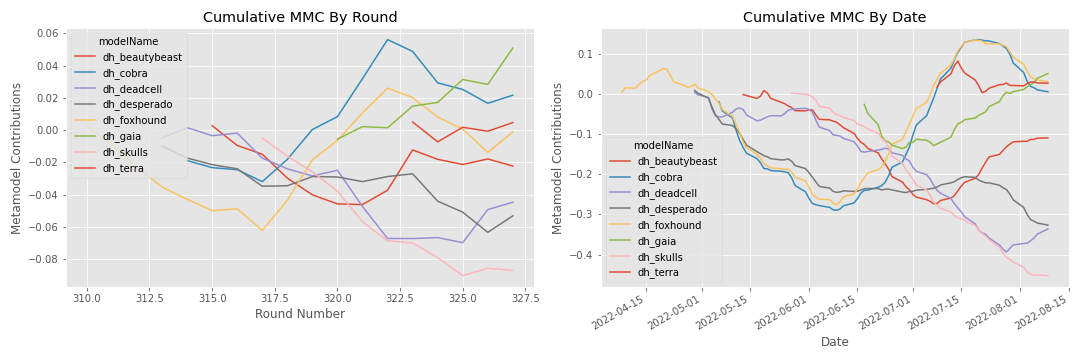 Cumulative MMC By Round
Metamodel Contributions
0.06
0.04
0.02
0.00
−0.02
−0.04
−0.06
−0.08
modelName
dh_beautybeast
dh_cobra
dh_deadcell
dh_desperado
dh_foxhound
dh_gaia
dh_skulls
dh_terra
310.0 312.5 315.0 317.5 320.0 322.5 325.0 327.5
Round Number
Cumulative MMC By Date
Metamodel Contributions
0.1
0.0
−0.1
−0.2
−0.3
−0.4
modelName
dh_beautybeast
dh_cobra
dh_deadcell
dh_desperado
dh_foxhound
dh_gaia
dh_skulls
dh_terra
2022-04-15 2022-05-01 2022-05-15 2022-06-01 2022-06-15 2022-07-01 2022-07-15 2022-08-01 2022-08-15
Date